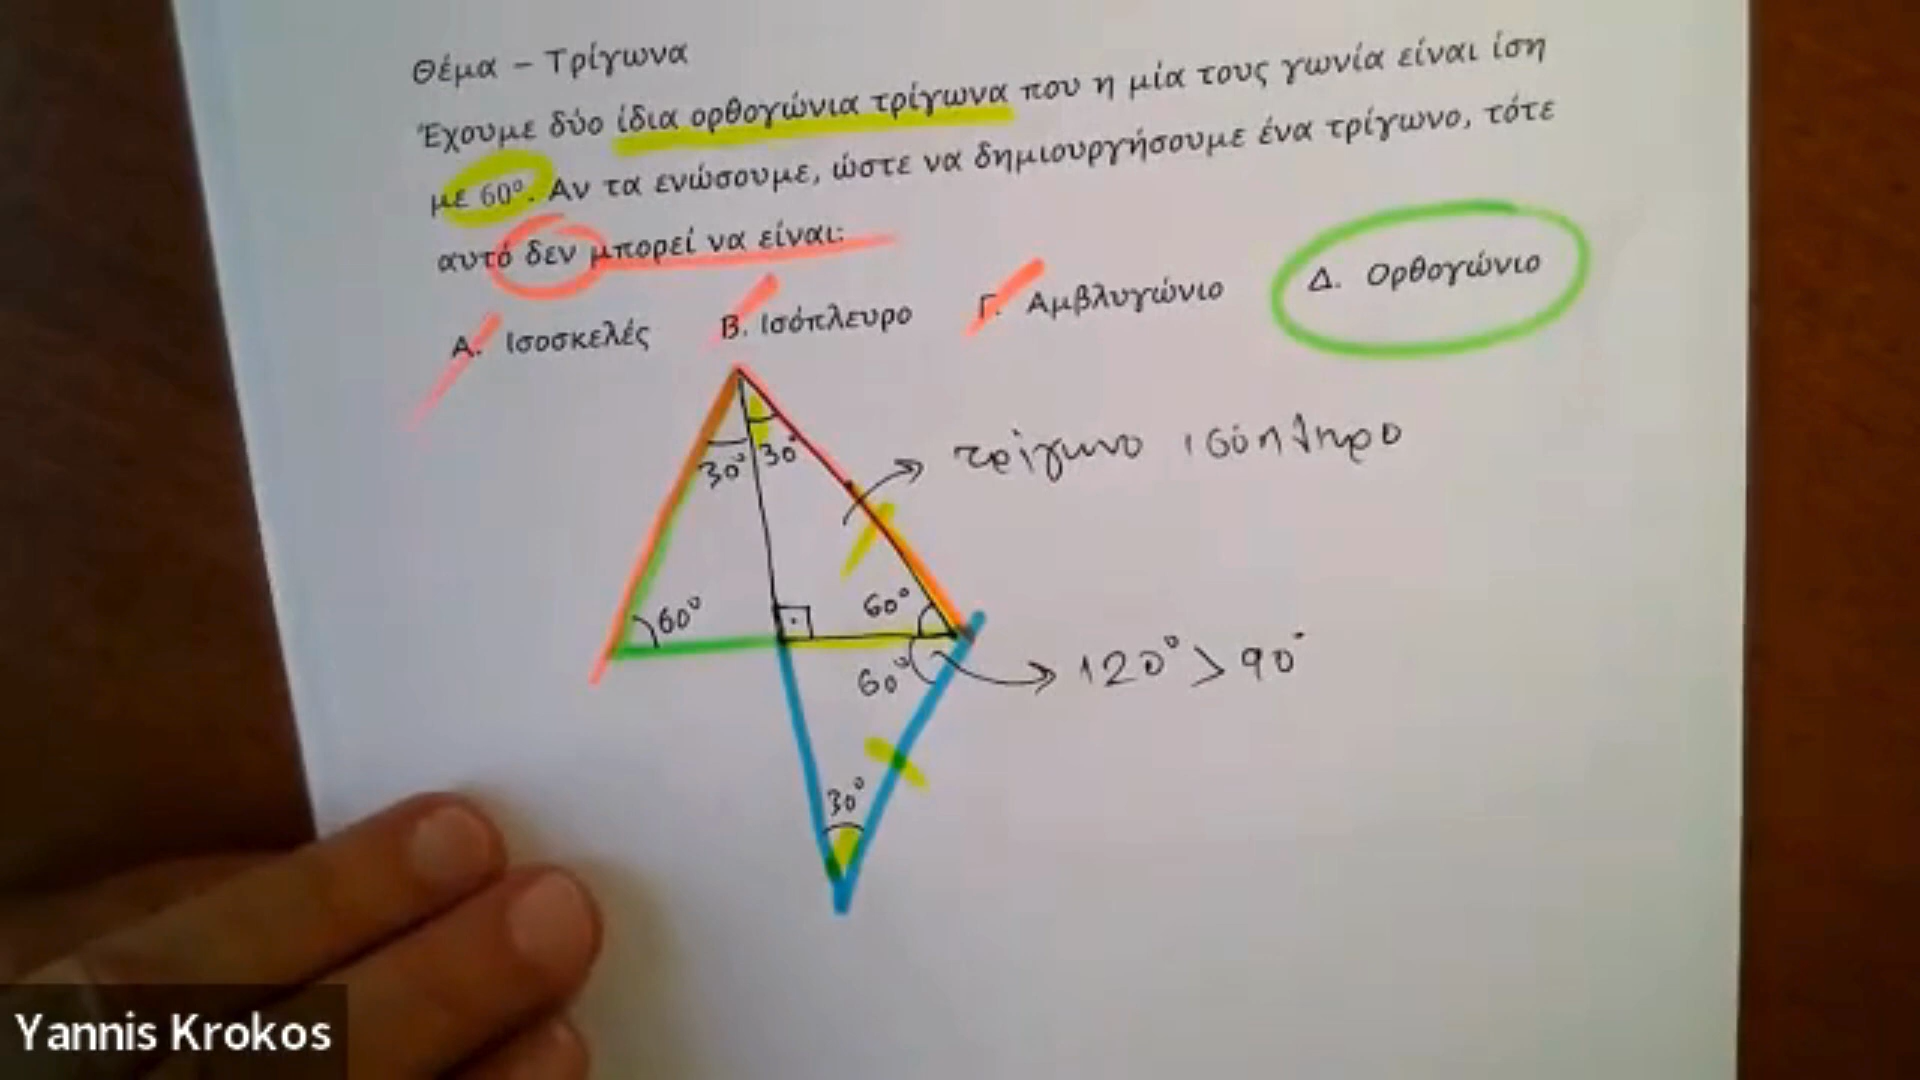 Θέμα – Τρίγωνα
Έχουμε δύο ίδια ορθογώνια τρίγωνα που η μία τους γωνία είναι ίση
με 60°. Αν τα ενώσουμε, ώστε να δημιουργήσουμε ένα τρίγωνο, τότε
αυτό δεν μπορεί να είναι:
Α. Ισοσκελές Β. Ισόπλευρο Γ. Αμβλυγώνιο Δ. Ορθογώνιο
30° 30°
τρίγωνο ισόπληρο
60° 60°
60° 120° > 90°
30°
Yannis Krokos